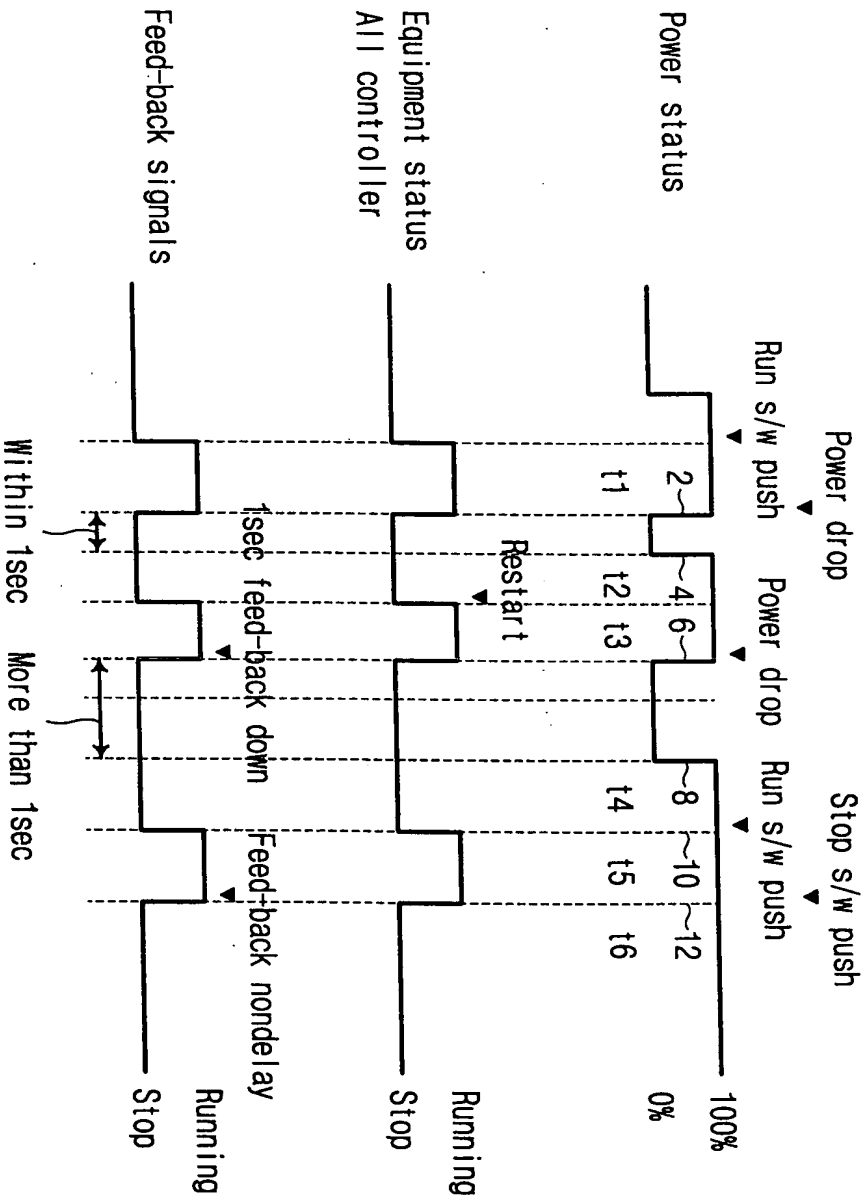 Power drop
Stop s/w push
Run s/w push
Power drop
Run s/w push
Power status
100%
0%
2
4
6
8
10
12
t1
t2
t3
t4
t5
t6
Restart
Equipment status
All controller
Running
Stop
1sec feed-back down
Feed-back nondelay
Feed-back signals
Running
Stop
Within 1sec
More than 1sec